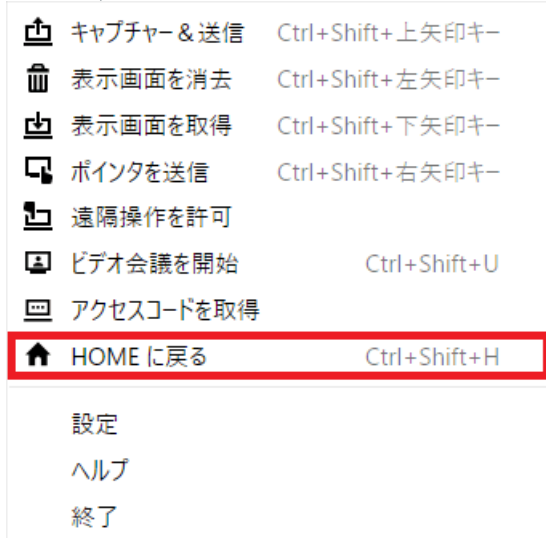 キャプチャー＆送信 Ctrl+Shift+上矢印キー
表示画面を消去 Ctrl+Shift+左矢印キー
表示画面を取得 Ctrl+Shift+下矢印キー
ポインタを送信 Ctrl+Shift+右矢印キー
遠隔操作を許可
ビデオ会議を開始 Ctrl+Shift+U
アクセスコードを取得
HOME に戻る Ctrl+Shift+H
設定
ヘルプ
終了